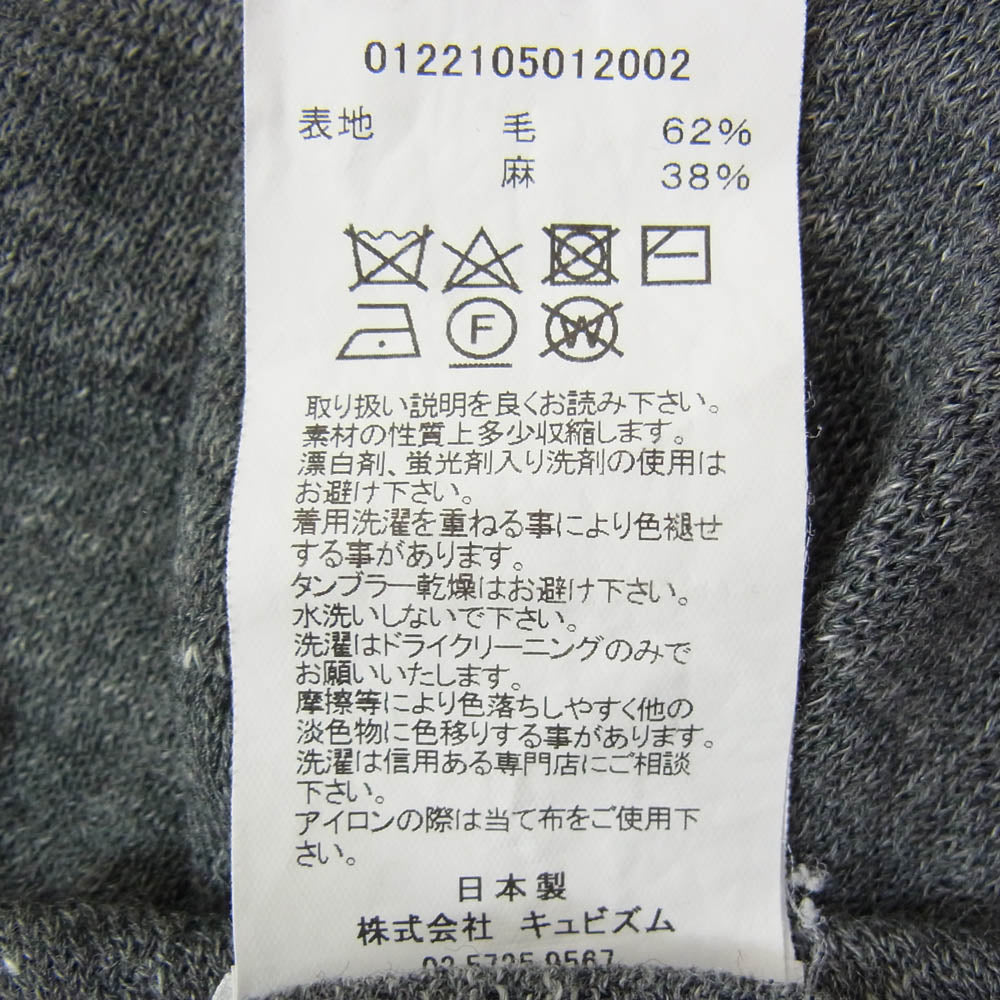 0122105012002
表地 毛 62%
麻 38%
F
W
取り扱い説明を良くお読み下さい。
素材の性質上多少収縮します。
漂白剤、蛍光剤入り洗剤の使用は
お避け下さい。
着用洗濯を重ねる事により色褪せ
する事があります。
タンブラー乾燥はお避け下さい。
水洗いしないで下さい。
洗濯はドライクリーニングのみで
お願いいたします。
摩擦等により色落ちしやすく他の
淡色物に色移りする事があります。
洗濯は信用ある専門店にご相談
下さい。
アイロンの際は当て布をご使用下
さい。
日本製
株式会社 キュビズム